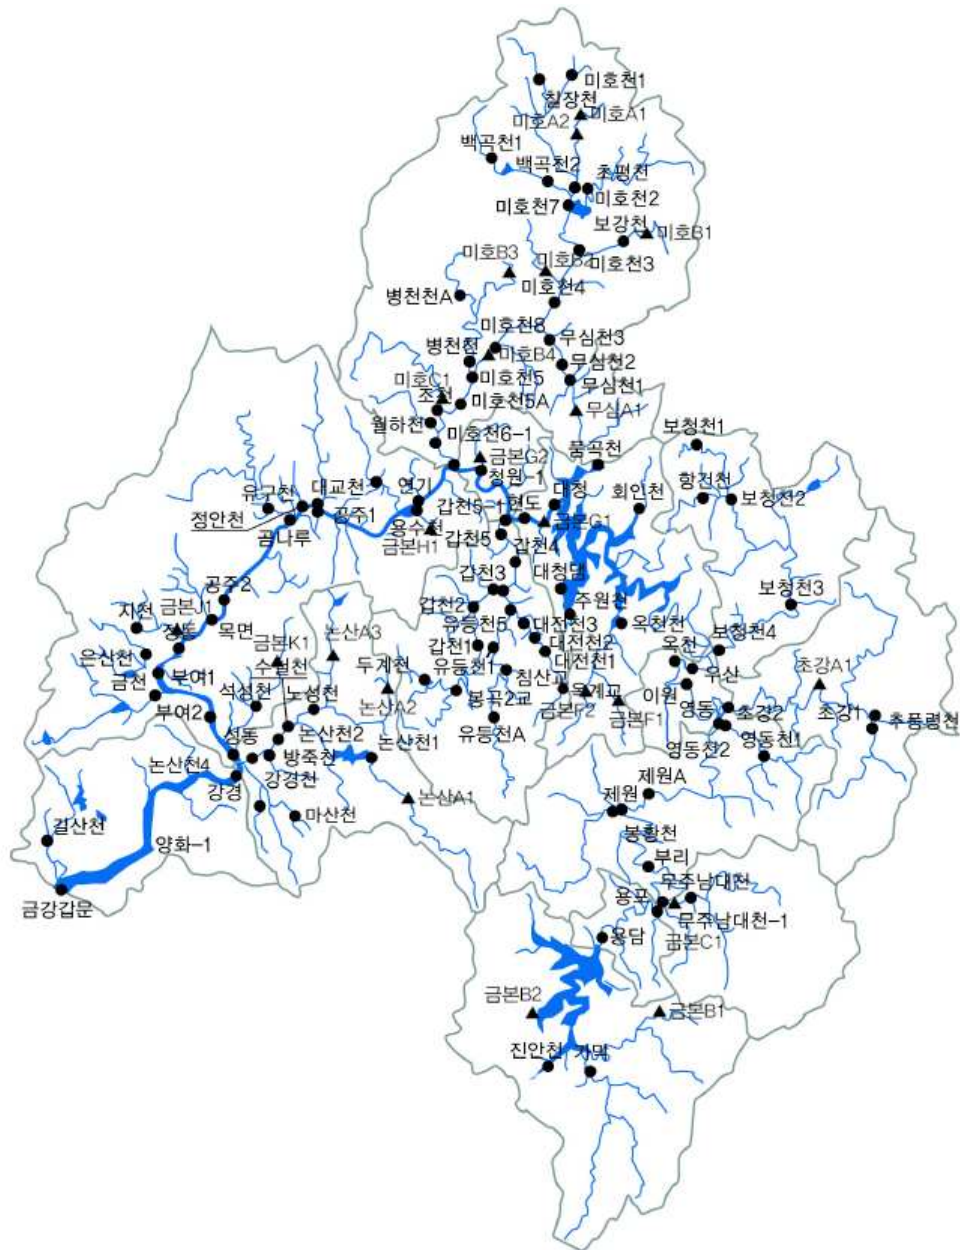 미호천1
칠장천
미호A1
미호A2
백곡천1
백곡천2
초평천
미호천2
미호천7
보강천
미호B1
미호B3
미호B2
미호천3
병천천A
미호천4
미호천8
무심천3
병천천
미호B4
무심천2
미호C1
미호천5
무심천1
조천
미호천5A
무심A1
월하천
미호천6-1
보청천1
금본G2
품곡천
청원-1
항천천
보청천2
유구천
대교천
연기
갑천5-1
현도
대청
회인천
정안천
공주1
용수천
금본G1
곰나루
금본H1
갑천5
갑천4
갑천3
대청댐
보청천3
공주2
갑천2
주원천
지천
금본J1
목면
유등천5
대전천3
옥천천
정동
금본K1
논산A3
갑천1
대전천2
보청천4
은산천
수철천
두계천
유등천1
대전천1
옥천
우산
초강A1
금천
부여1
석성천
노성천
논산A2
침산교
옥계교
이원
부여2
봉곡2교
금본F2
금본F1
영동
초강2
초강1
추풍령천
성동
논산천2
논산천1
유등천A
영동천2
영동천1
논산천4
방축천
강경천
강경
논산A1
제원A
제원
마산천
봉황천
길산천
양화-1
부리
무주남대천
용포
무주남대천-1
금강갑문
용담
금본C1
금본B2
금본B1
진안천
가막